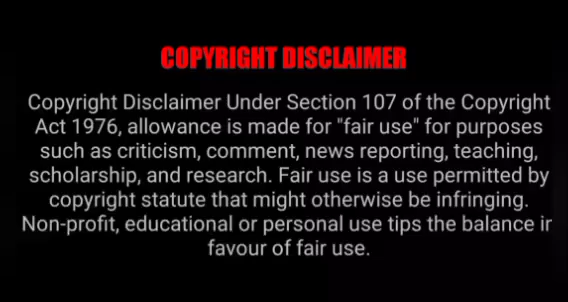 COPYRIGHT DISCLAIMER
Copyright Disclaimer Under Section 107 of the Copyright
Act 1976, allowance is made for "fair use" for purposes
such as criticism, comment, news reporting, teaching,
scholarship, and research. Fair use is a use permitted by
copyright statute that might otherwise be infringing.
Non-profit, educational or personal use tips the balance in
favour of fair use.